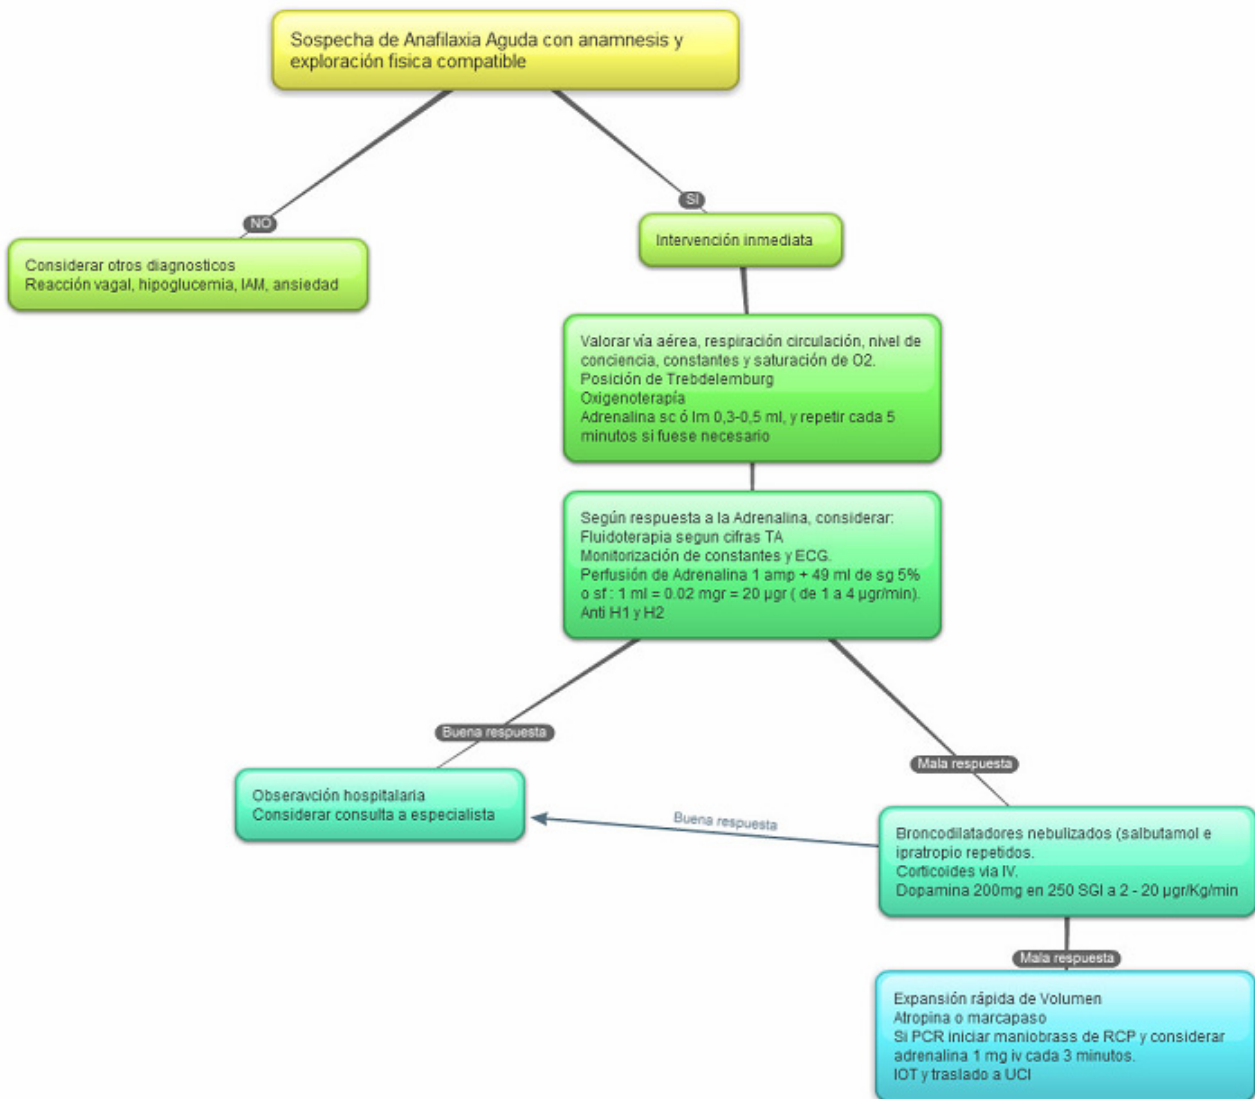 Sospecha de Anafilaxia Aguda con anamnesis y
exploración fisica compatible
NO
SI
Considerar otros diagnosticos
Reacción vagal, hipoglucemia, IAM, ansiedad
Intervención inmediata
Valorar vía aérea, respiración circulación, nivel de
conciencia, constantes y saturación de O2.
Posición de Trebdelemburg
Oxigenoterapía
Adrenalina sc ó Im 0,3-0,5 ml, y repetir cada 5
minutos si fuese necesario
Según respuesta a la Adrenalina, considerar:
Fluidoterapia segun cifras TA
Monitorización de constantes y ECG.
Perfusión de Adrenalina 1 amp + 49 ml de sg 5%
o sf : 1 ml = 0.02 mgr = 20 µgr ( de 1 a 4 µgr/min).
Anti H1 y H2
Buena respuesta
Mala respuesta
Obseravción hospitalaria
Considerar consulta a especialista
Buena respuesta
Broncodilatadores nebulizados (salbutamol e
ipratropio repetidos.
Corticoides via IV.
Dopamina 200mg en 250 SGI a 2 - 20 µgr/Kg/min
Mala respuesta
Expansión rápida de Volumen
Atropina o marcapaso
Si PCR iniciar maniobrass de RCP y considerar
adrenalina 1 mg iv cada 3 minutos.
IOT y traslado a UCI